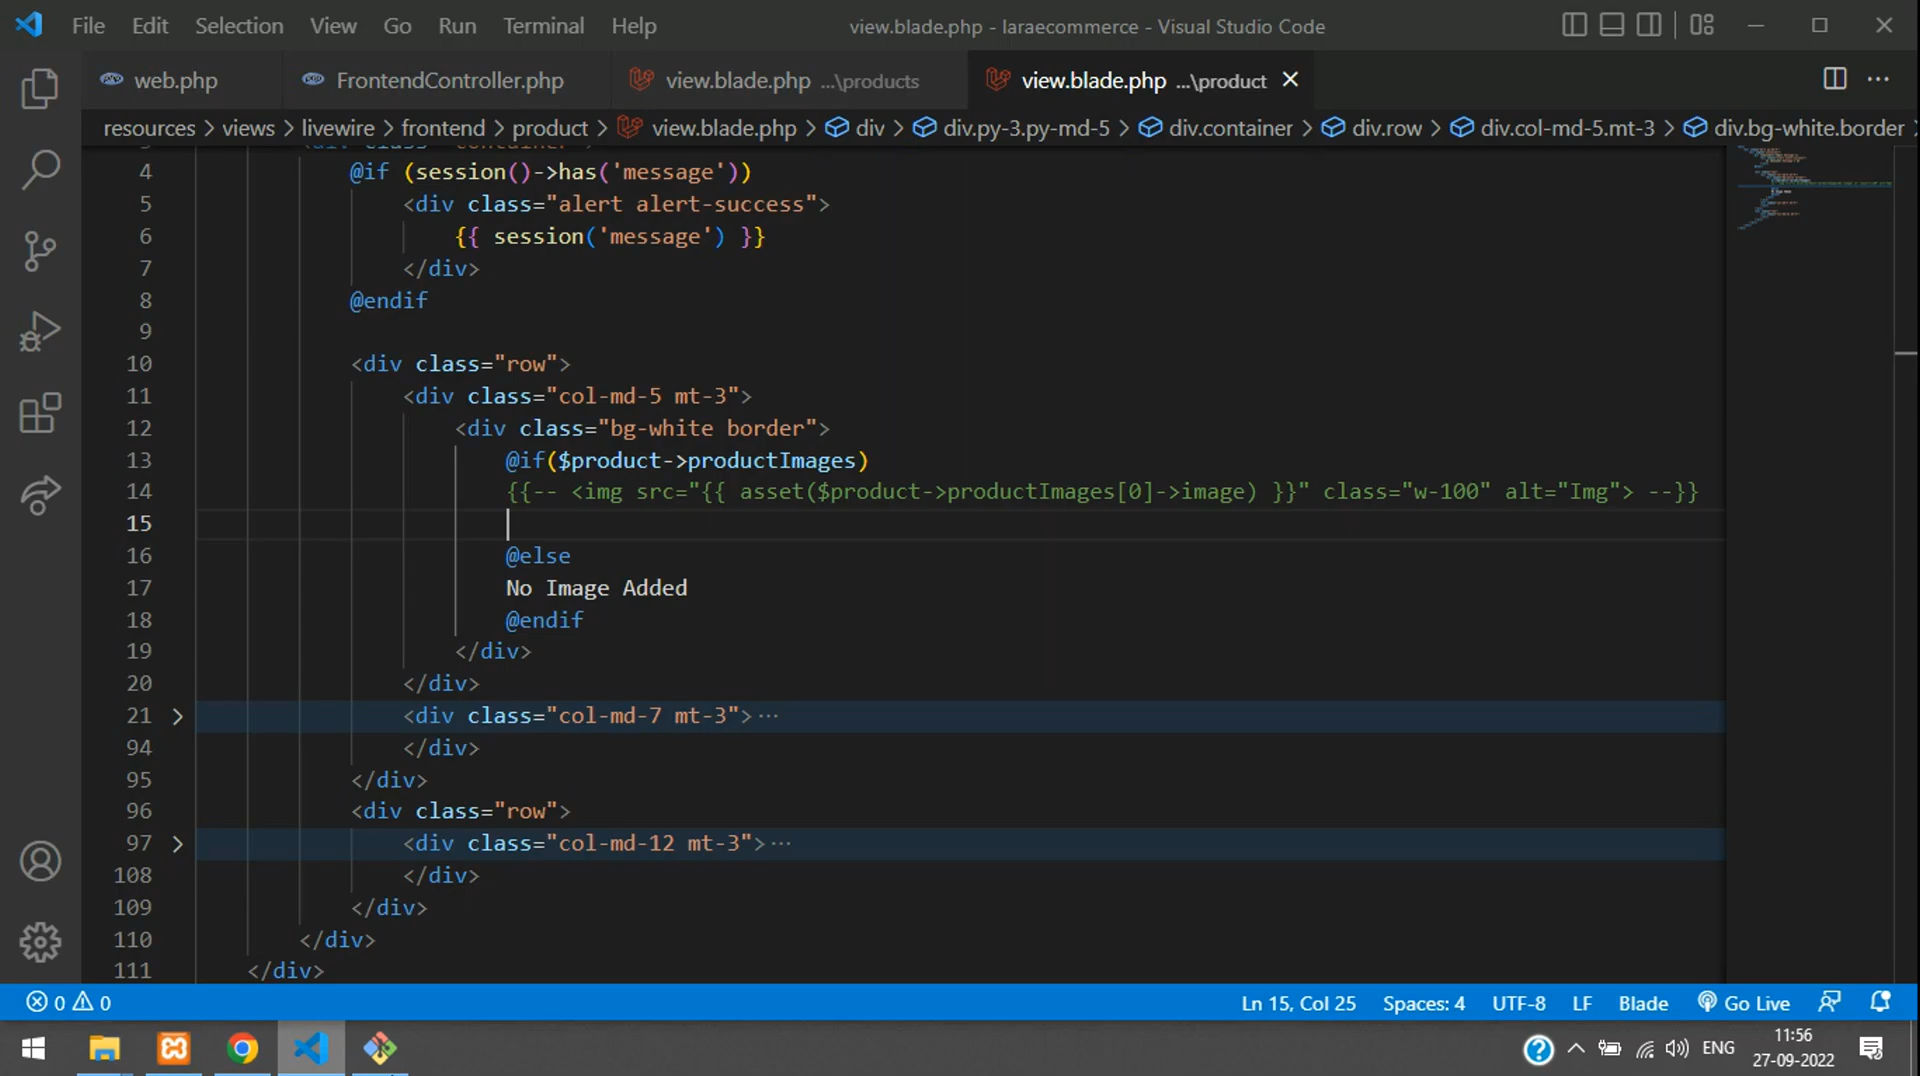 File Edit Selection View Go Run Terminal Help view.blade.php - laraecommerce - Visual Studio Code
web.php FrontendController.php view.blade.php ...\products view.blade.php ...\product
resources > views > livewire > frontend > product > view.blade.php > div > div.py-3.py-md-5 > div.container > div.row > div.col-md-5.mt-3 > div.bg-white.border
4 @if (session()->has('message'))
5 <div class="alert alert-success">
6 {{ session('message') }}
7 </div>
8 @endif
9
10 <div class="row">
11 <div class="col-md-5 mt-3">
12 <div class="bg-white border">
13 @if($product->productImages)
14 {{-- <img src="{{ asset($product->productImages[0]->image) }}" class="w-100" alt="Img"> --}}
15
16 @else
17 No Image Added
18 @endif
19 </div>
20 </div>
21 <div class="col-md-7 mt-3">...
94 </div>
95 </div>
96 <div class="row">
97 <div class="col-md-12 mt-3">...
108 </div>
109 </div>
110 </div>
111 </div>
0 0 Ln 15, Col 25 Spaces: 4 UTF-8 LF Blade Go Live
ENG 11:56
27-09-2022